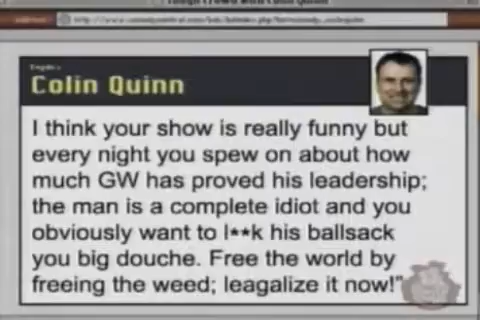 Colin Quinn
I think your show is really funny but
every night you spew on about how
much GW has proved his leadership;
the man is a complete idiot and you
obviously want to l**k his ballsack
you big douche. Free the world by
freeing the weed; leagalize it now!"